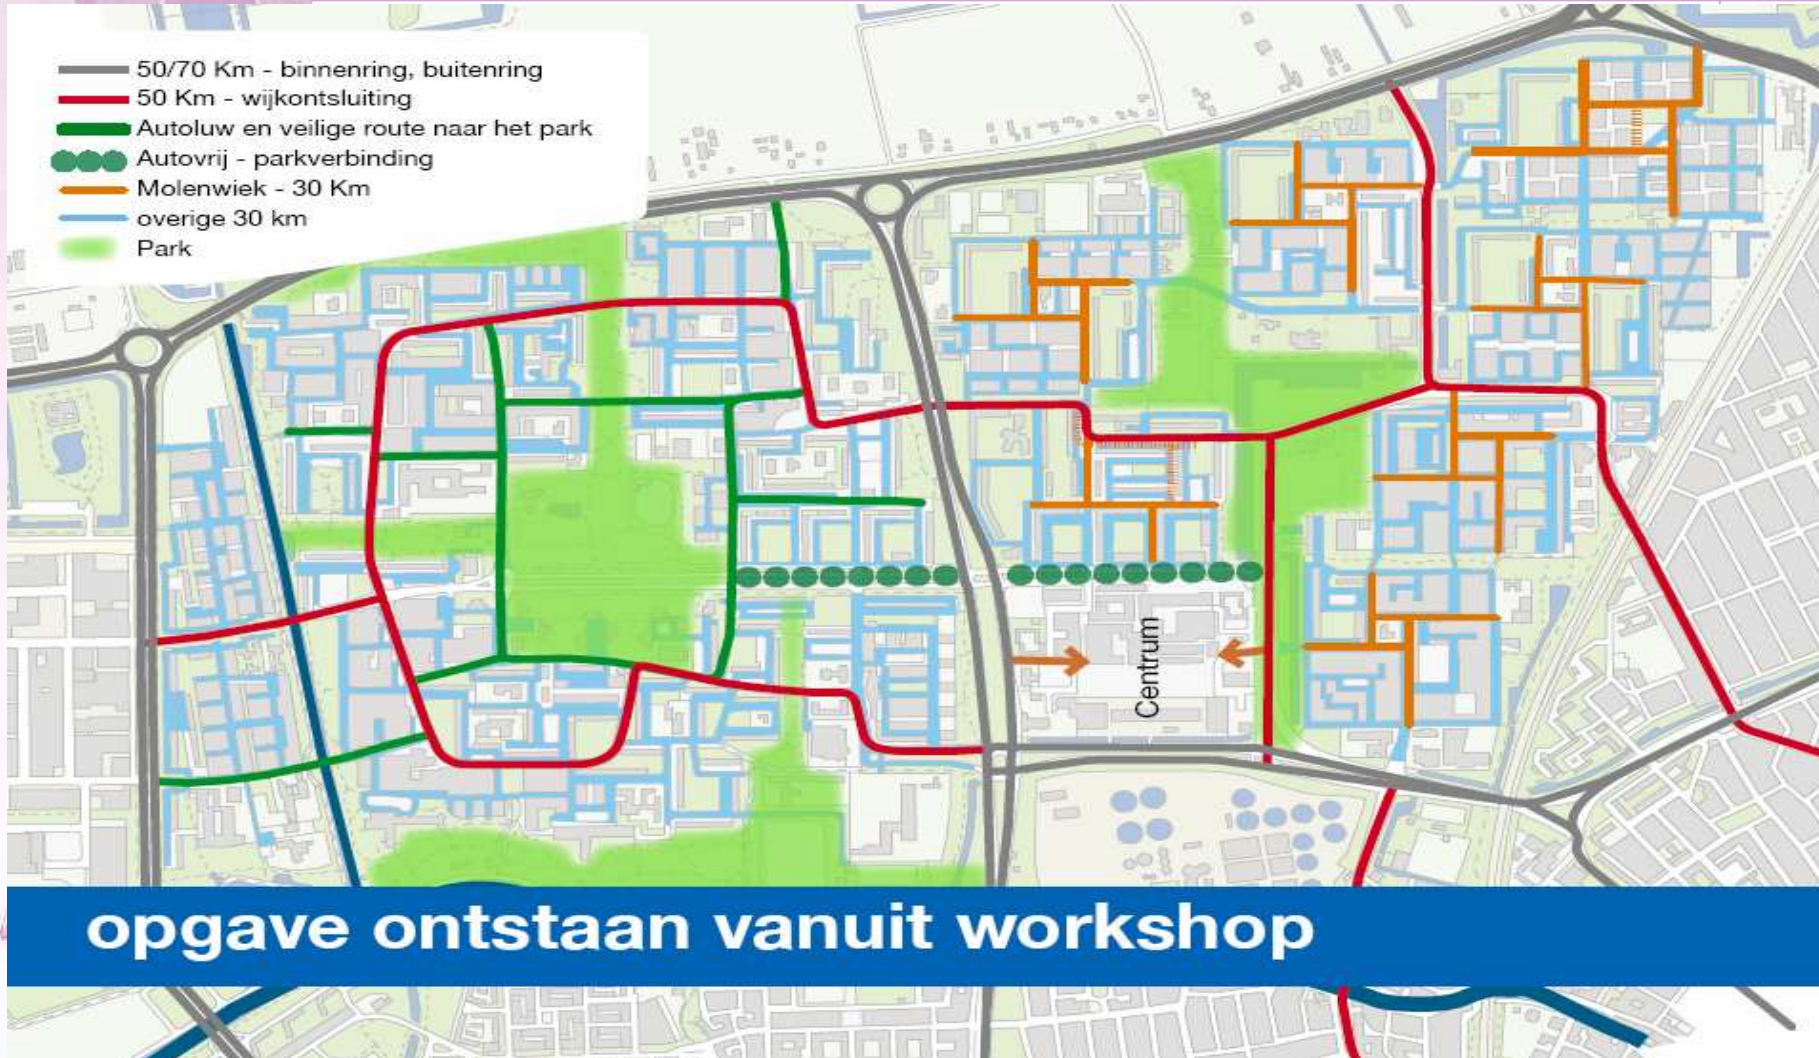 50/70 Km - binnenring, buitenring
50 Km - wijkontsluiting
Autoluw en veilige route naar het park
Autovrij - parkverbinding
Molenwiek - 30 Km
overige 30 km
Park
Centrum
opgave ontstaan vanuit workshop